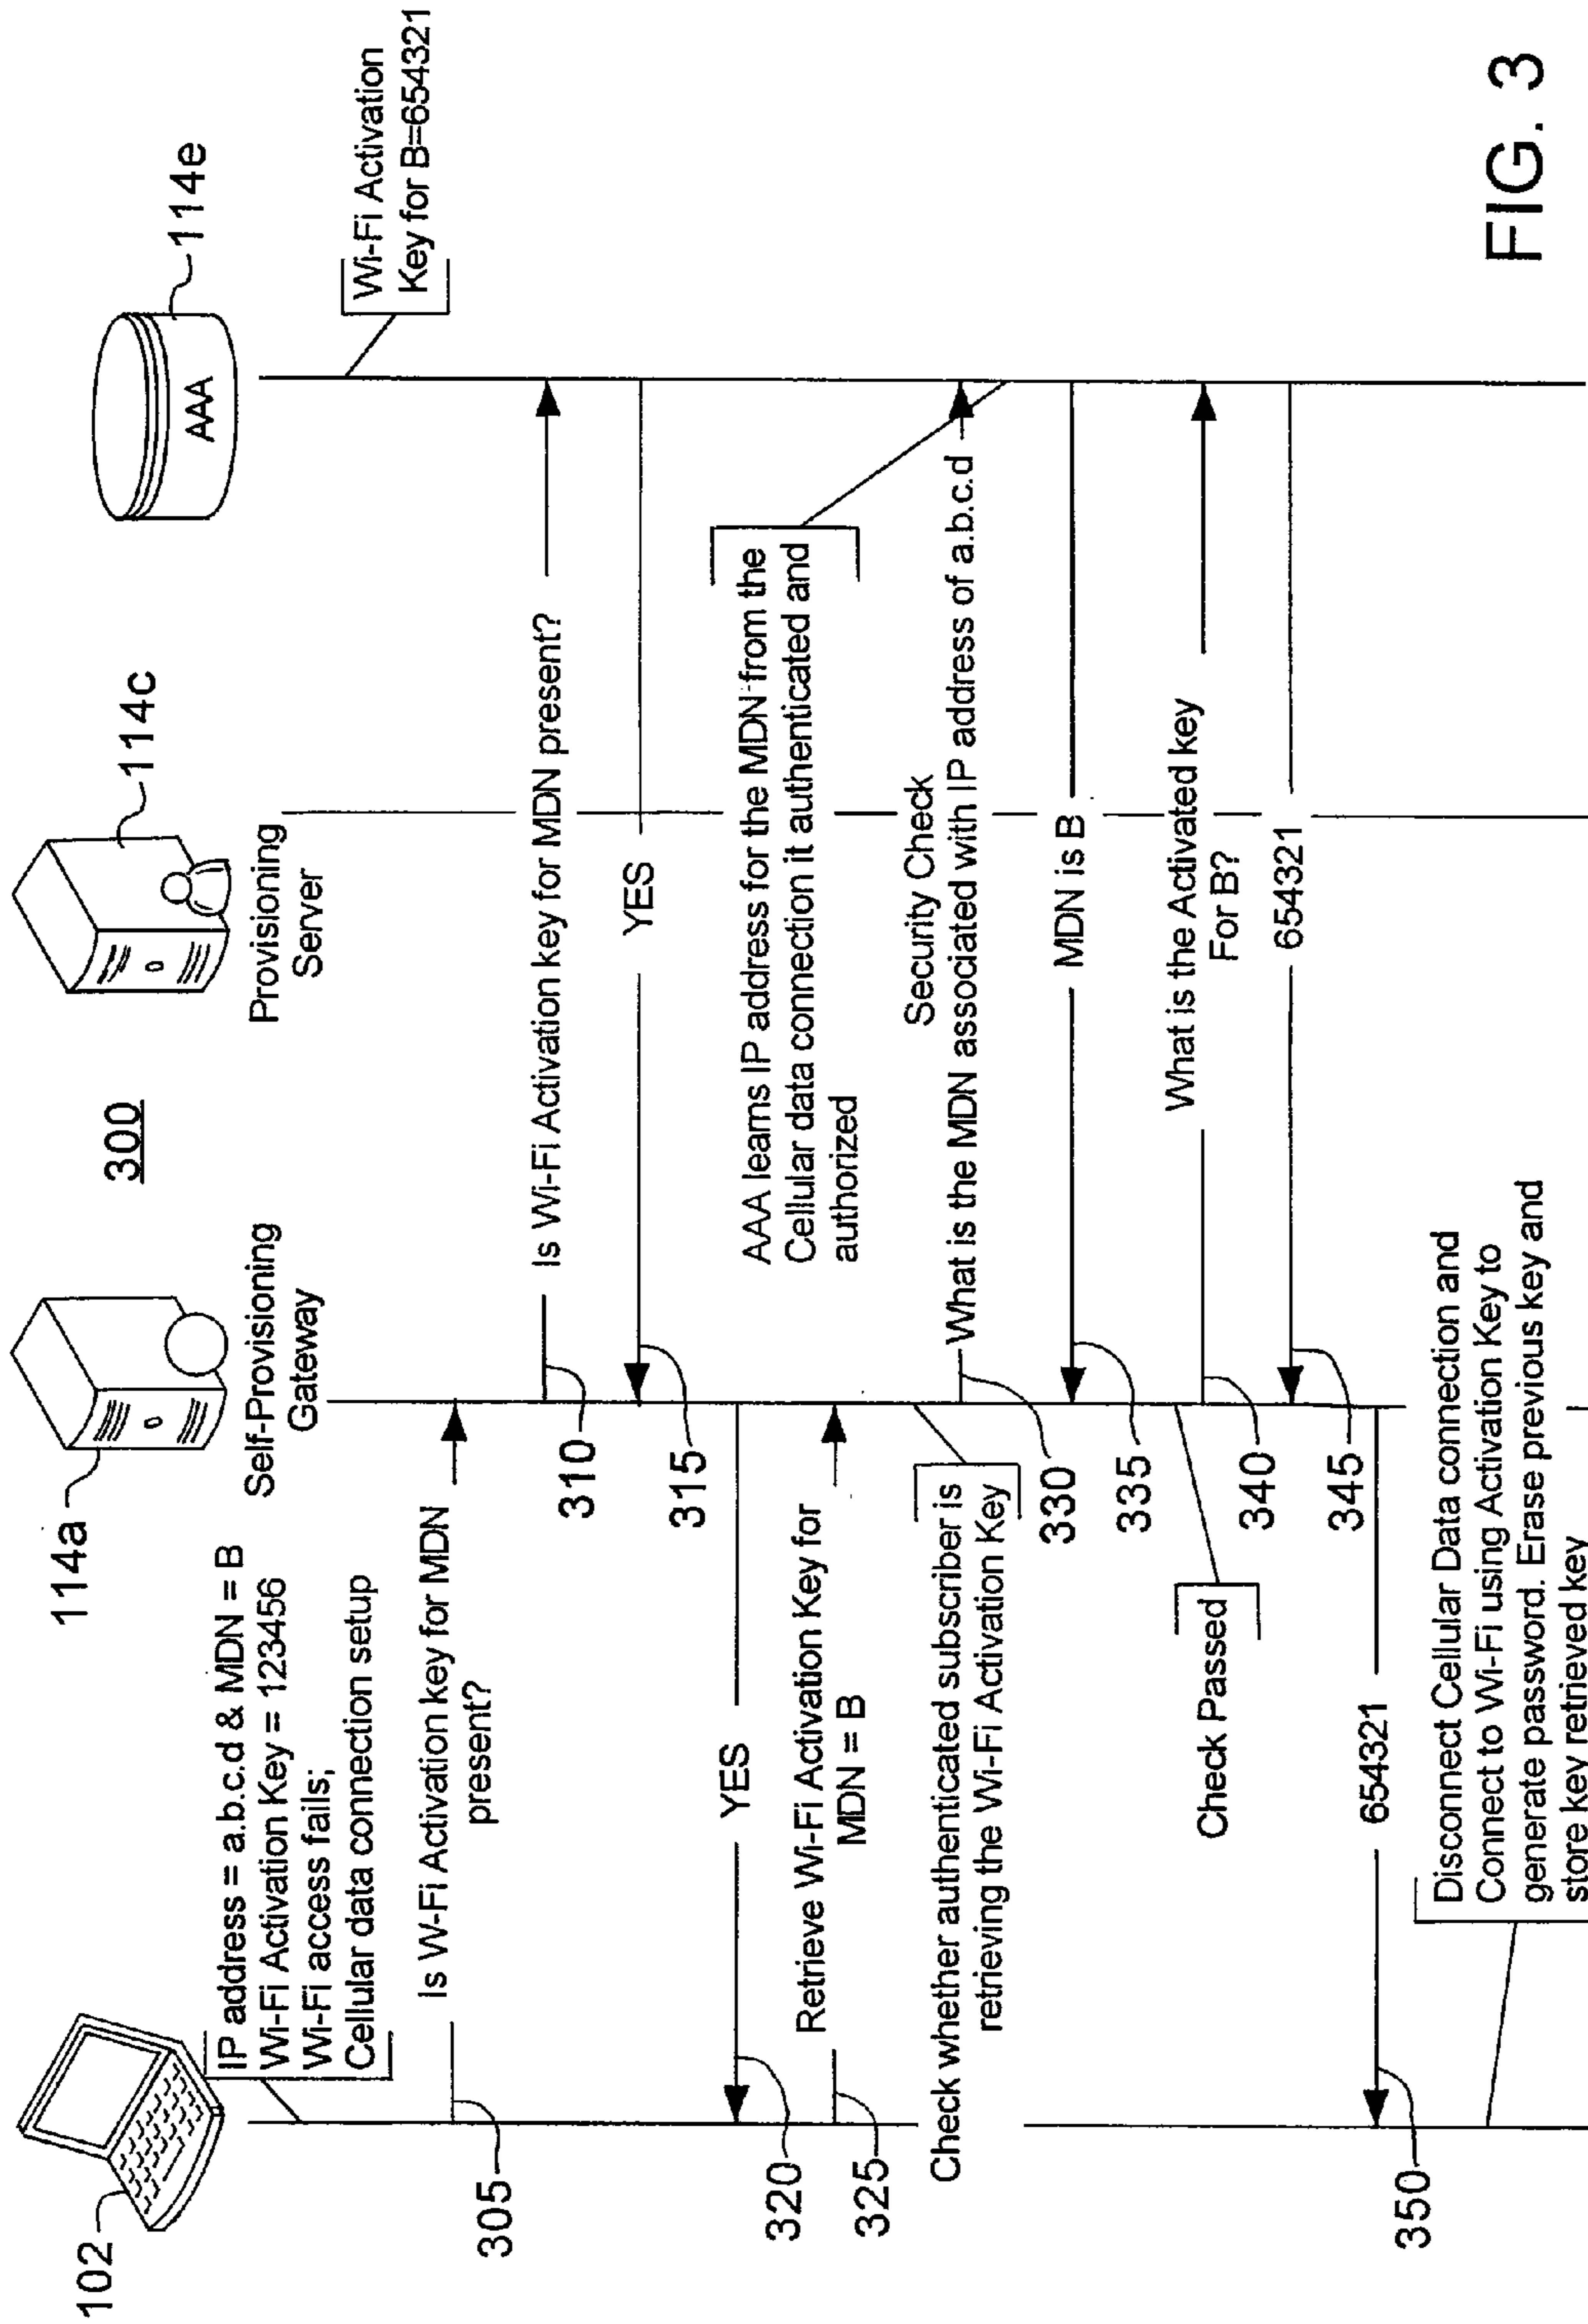 300
102
114a
Self-Provisioning
Gateway
114c
Provisioning
Server
114e
AAA
IP address = a.b.c.d & MDN = B
Wi-Fi Activation Key = 123456
Wi-Fi access fails;
Cellular data connection setup
Wi-Fi Activation
Key for B=654321
305
Is W-Fi Activation key for MDN
present?
310
Is Wi-Fi Activation key for MDN present?
315
YES
320
YES
325
Retrieve Wi-Fi Activation Key for
MDN = B
AAA learns IP address for the MDN from the
Cellular data connection it authenticated and
authorized
Check whether authenticated subscriber is
retrieving the Wi-Fi Activation Key
Security Check
330
What is the MDN associated with IP address of a.b.c.d
335
MDN is B
Check Passed
340
What is the Activated key
For B?
345
654321
350
654321
Disconnect Cellular Data connection and
Connect to Wi-Fi using Activation Key to
generate password. Erase previous key and
store key retrieved key
FIG. 3